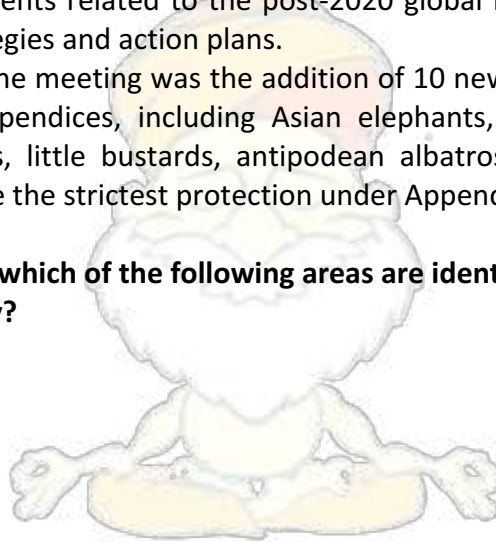 ents related to the post-2020 global
egies and action plans.
he meeting was the addition of 10 new
pendices, including Asian elephants,
s, little bustards, antipodean albatros
e the strictest protection under Append
which of the following areas are ident
y?